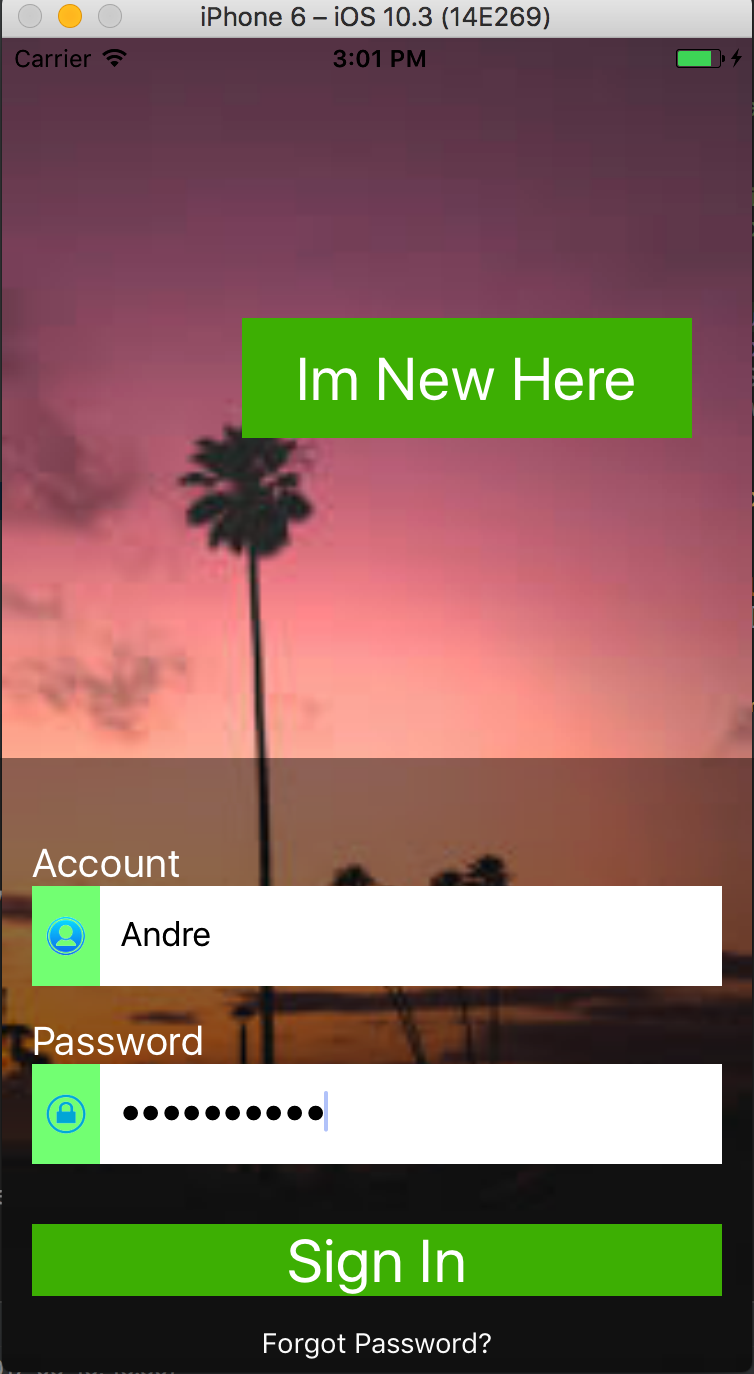 iPhone 6 – iOS 10.3 (14E269)
Carrier 3:01 PM
Im New Here
Account
Andre
Password
●●●●●●●●●●
Sign In
Forgot Password?